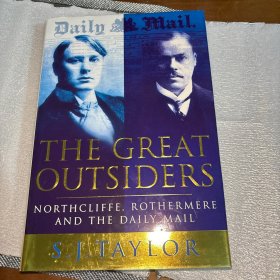 Daily Mail.
THE GREAT
OUTSIDERS
NORTHCLIFFE, ROTHERMERE
AND THE DAILY MAIL
S.J. TAYLOR